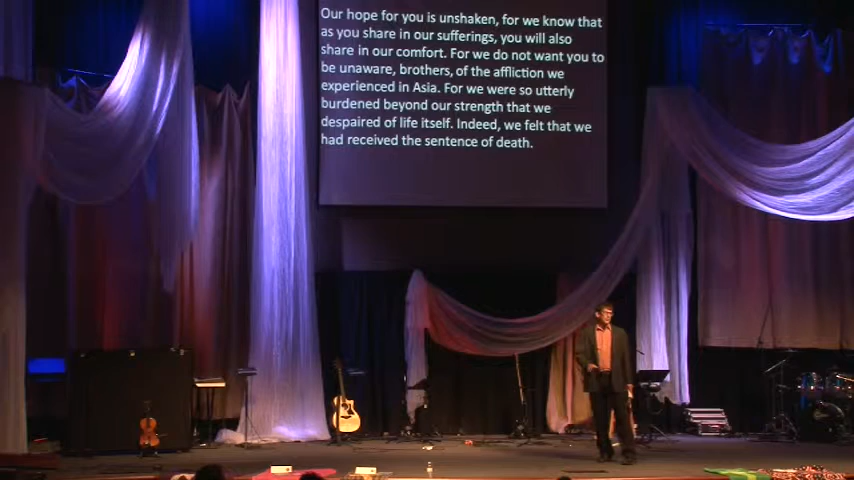 Our hope for you is unshaken, for we know that
as you share in our sufferings, you will also
share in our comfort. For we do not want you to
be unaware, brothers, of the affliction we
experienced in Asia. For we were so utterly
burdened beyond our strength that we
despaired of life itself. Indeed, we felt that we
had received the sentence of death.